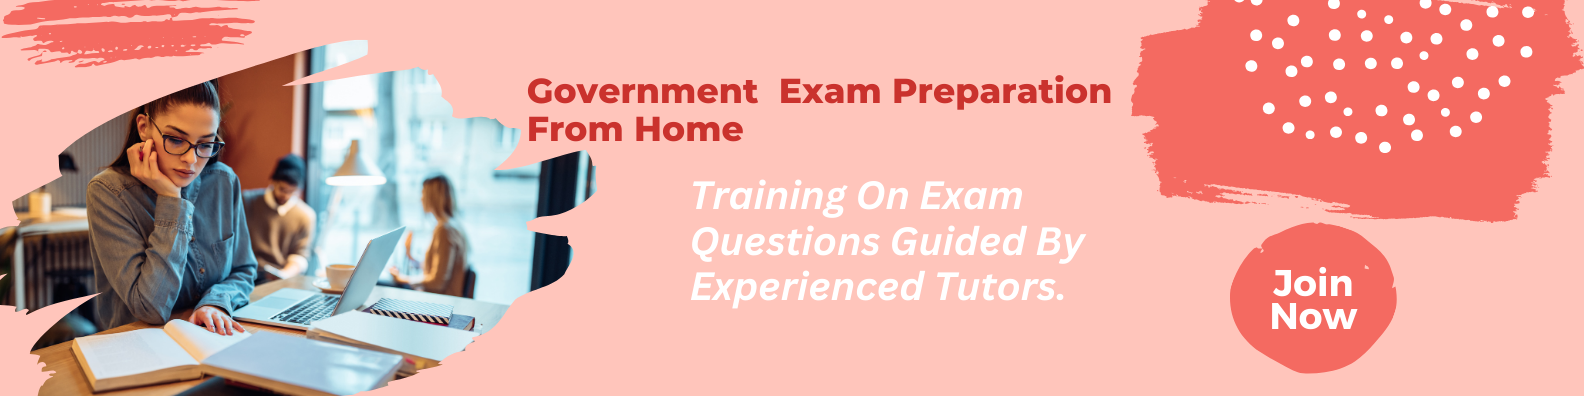 Government  Exam Preparation
From Home
Training On Exam
Questions Guided By
Experienced Tutors.
Join
Now